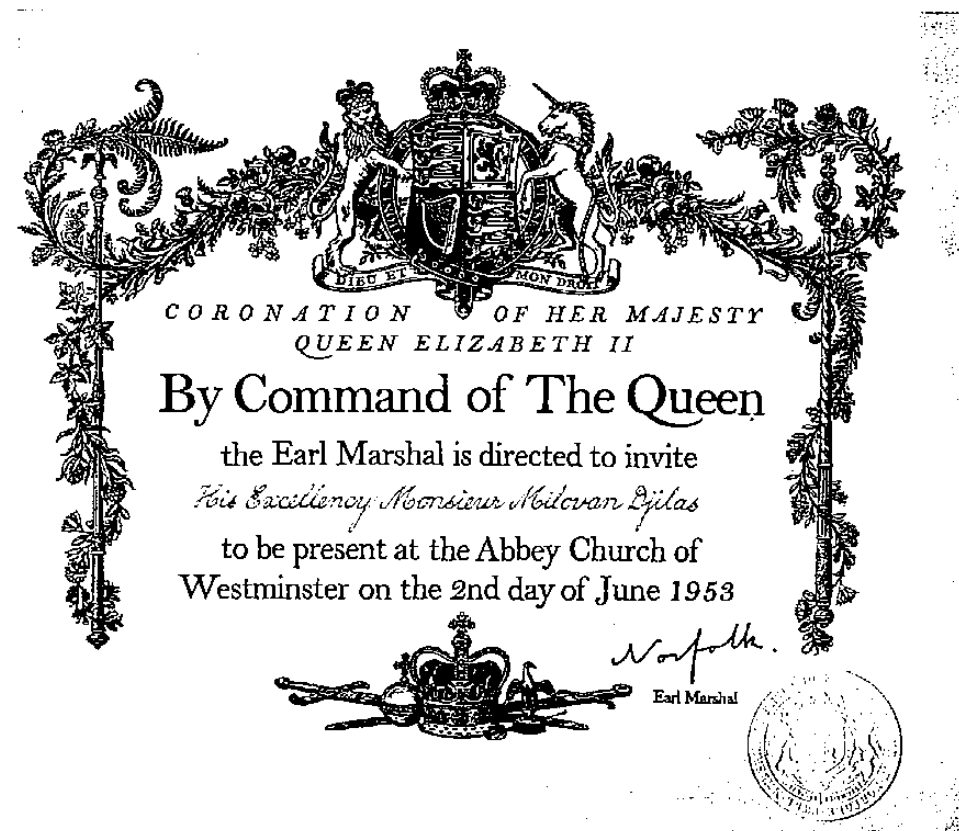 DIEU ET MON DROIT
CORONATION OF HER MAJESTY
QUEEN ELIZABETH II
By Command of The Queen
the Earl Marshal is directed to invite
His Excellency Monsieur Milovan Djilas
to be present at the Abbey Church of
Westminster on the 2nd day of June 1953
Norfolk.
Earl Marshal